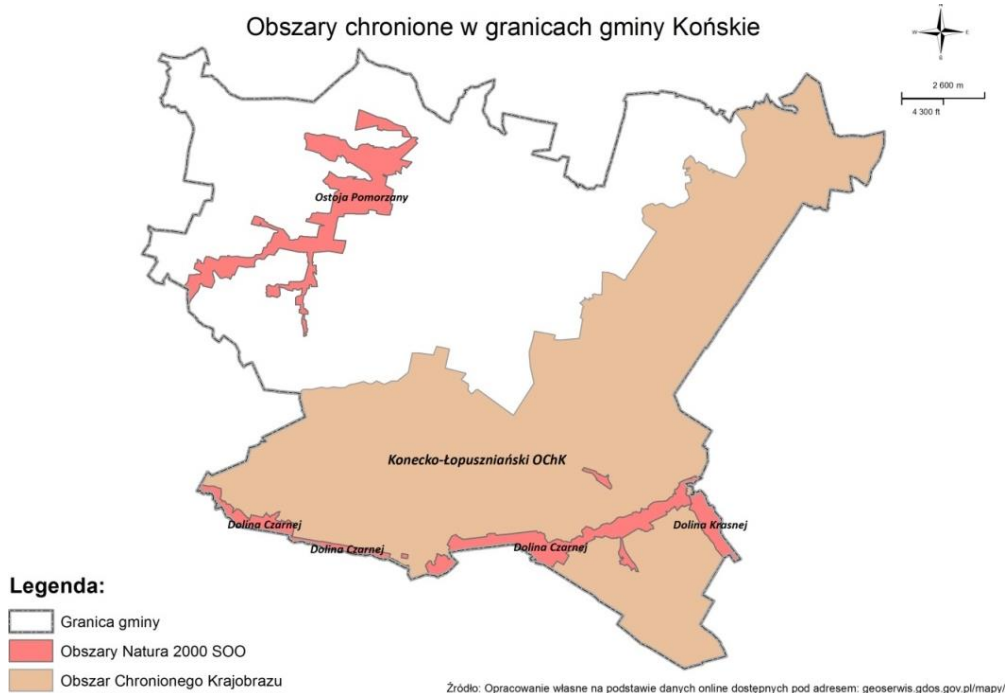 Obszary chronione w granicach gminy Końskie
N
W E
S
2 600 m
4 300 ft
Ostoja Pomorzany
Konecko-Łopuszniański OChK
Dolina Czarnej
Dolina Czarnej
Dolina Czarnej
Dolina Krasnej
Legenda:
Granica gminy
Obszary Natura 2000 SOO
Obszar Chronionego Krajobrazu
Źródło: Opracowanie własne na podstawie danych online dostępnych pod adresem: geoserwis.gdos.gov.pl/mapy/